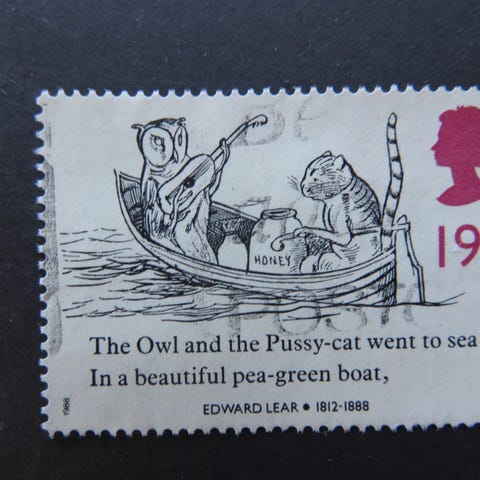 HONEY
19
The Owl and the Pussy-cat went to sea
In a beautiful pea-green boat,
EDWARD LEAR • 1812-1888
1988